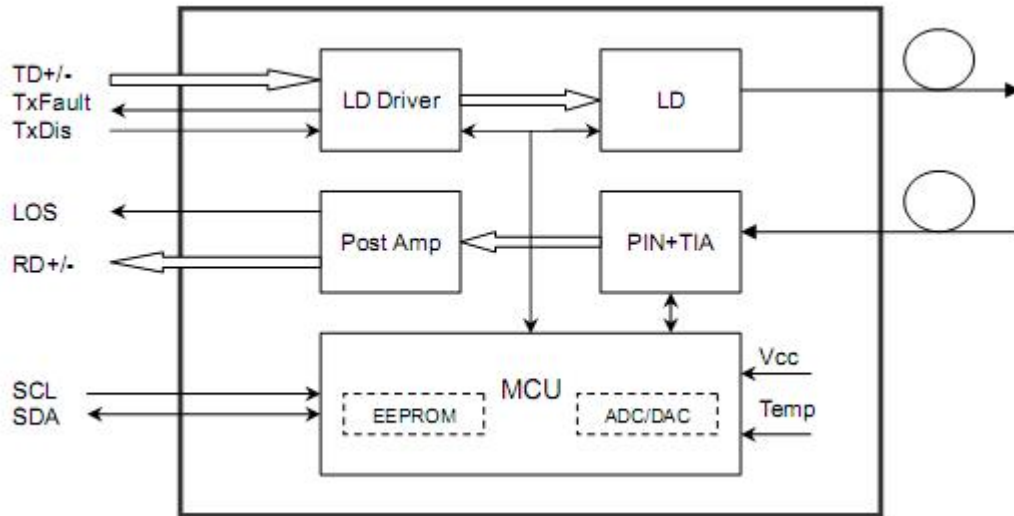 TD+/-
TxFault
TxDis
LD Driver
LD
LOS
RD+/-
Post Amp
PIN+TIA
SCL
SDA
MCU
EEPROM
ADC/DAC
Vcc
Temp